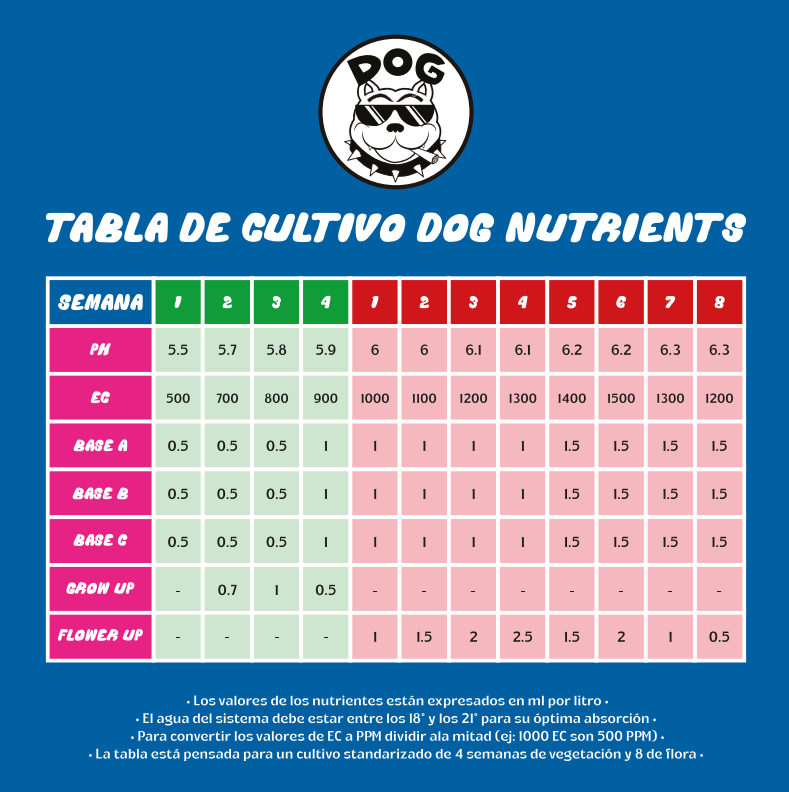 DOG
TABLA DE CULTIVO DOG NUTRIENTS
SEMANA 1 2 3 4 1 2 3 4 5 6 7 8
PH 5.5 5.7 5.8 5.9 6 6 6.1 6.1 6.2 6.2 6.3 6.3
EC 500 700 800 900 1000 1100 1200 1300 1400 1500 1300 1200
BASE A 0.5 0.5 0.5 1 1 1 1 1 1.5 1.5 1.5 1.5
BASE B 0.5 0.5 0.5 1 1 1 1 1 1.5 1.5 1.5 1.5
BASE C 0.5 0.5 0.5 1 1 1 1 1 1.5 1.5 1.5 1.5
GROW UP - 0.7 1 0.5 - - - - - - - -
FLOWER UP - - - - 1 1.5 2 2.5 1.5 2 1 0.5
• Los valores de los nutrientes están expresados en ml por litro •
• El agua del sistema debe estar entre los 18° y los 21° para su óptima absorción •
• Para convertir los valores de EC a PPM dividir ala mitad (ej: 1000 EC son 500 PPM) •
• La tabla está pensada para un cultivo standarizado de 4 semanas de vegetación y 8 de flora •